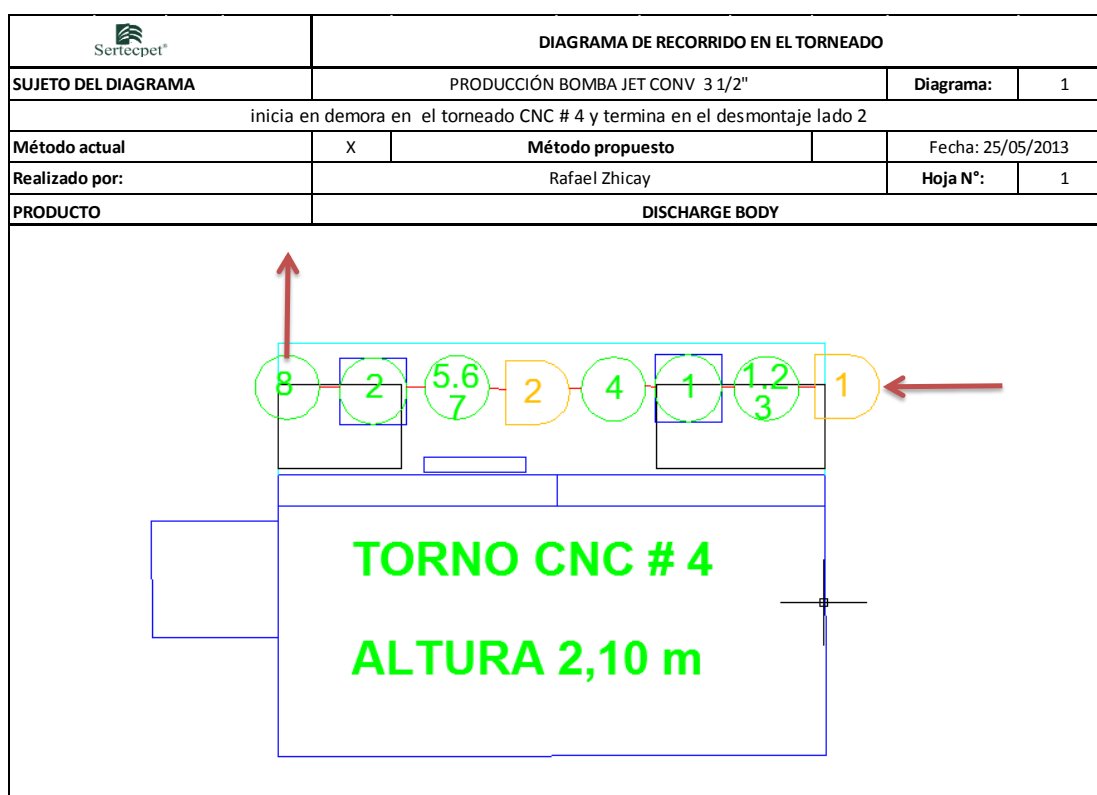 Sertecpet®
DIAGRAMA DE RECORRIDO EN EL TORNEADO
SUJETO DEL DIAGRAMA PRODUCCIÓN BOMBA JET CONV 3 1/2" Diagrama: 1
inicia en demora en el torneado CNC # 4 y termina en el desmontaje lado 2
Método actual X Método propuesto Fecha: 25/05/2013
Realizado por: Rafael Zhicay Hoja N°: 1
PRODUCTO DISCHARGE BODY
8 2 5.6 7 2 4 1 1.2 3 1
TORNO CNC # 4
ALTURA 2,10 m